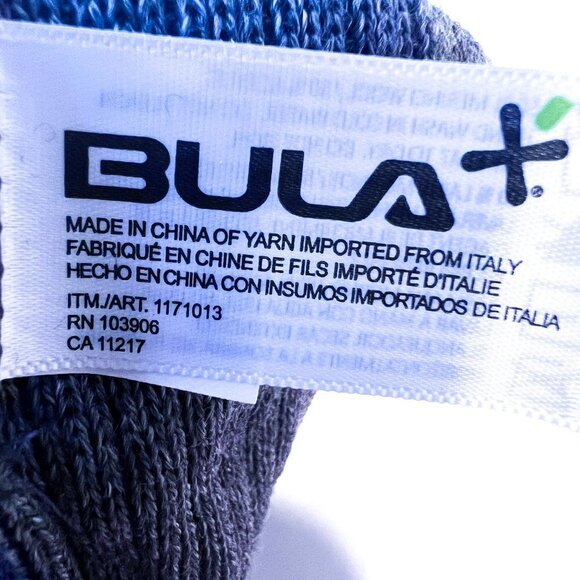 BULA
MADE IN CHINA OF YARN IMPORTED FROM ITALY
FABRIQUÉ EN CHINE DE FILS IMPORTÉ D'ITALIE
HECHO EN CHINA CON INSUMOS IMPORTADOS DE ITALIA
ITM./ART. 1171013
RN 103906
CA 11217